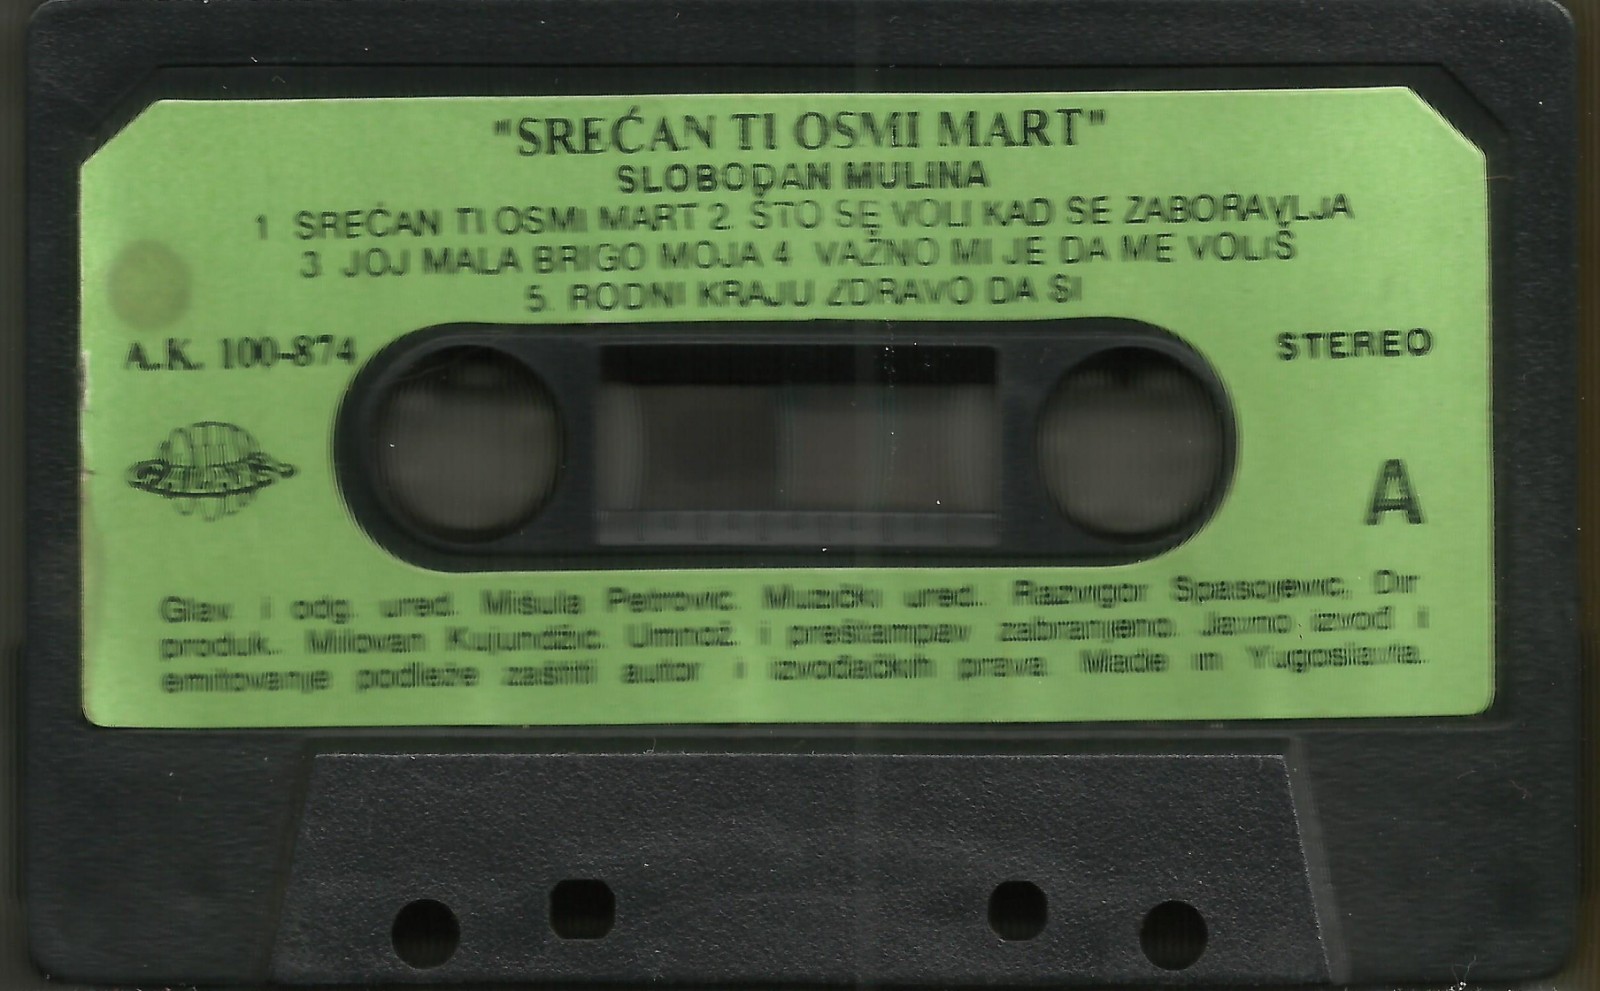 "SREĆAN TI OSMI MART"
SLOBODAN MULINA
1 SREĆAN TI OSMI MART 2. ŠTO SE VOLI KAD SE ZABORAVLJA
3 JOJ MALA BRIGO MOJA 4 VAŽNO MI JE DA ME VOLIŠ
5. RODNI KRAJU ZDRAVO DA SI
A.K. 100-874
STEREO
A
Glav i odg. ured. Mišula Petrovic. Muzički ured.. Razvigor Spasojevic, Dir
produk.. Milovan Kujundžic. Umnož. i preštampav zabranjeno. Javno izvođ i
emitovanje podleže zaštiti autor i izvođačkih prava. Made in Yugoslavia..